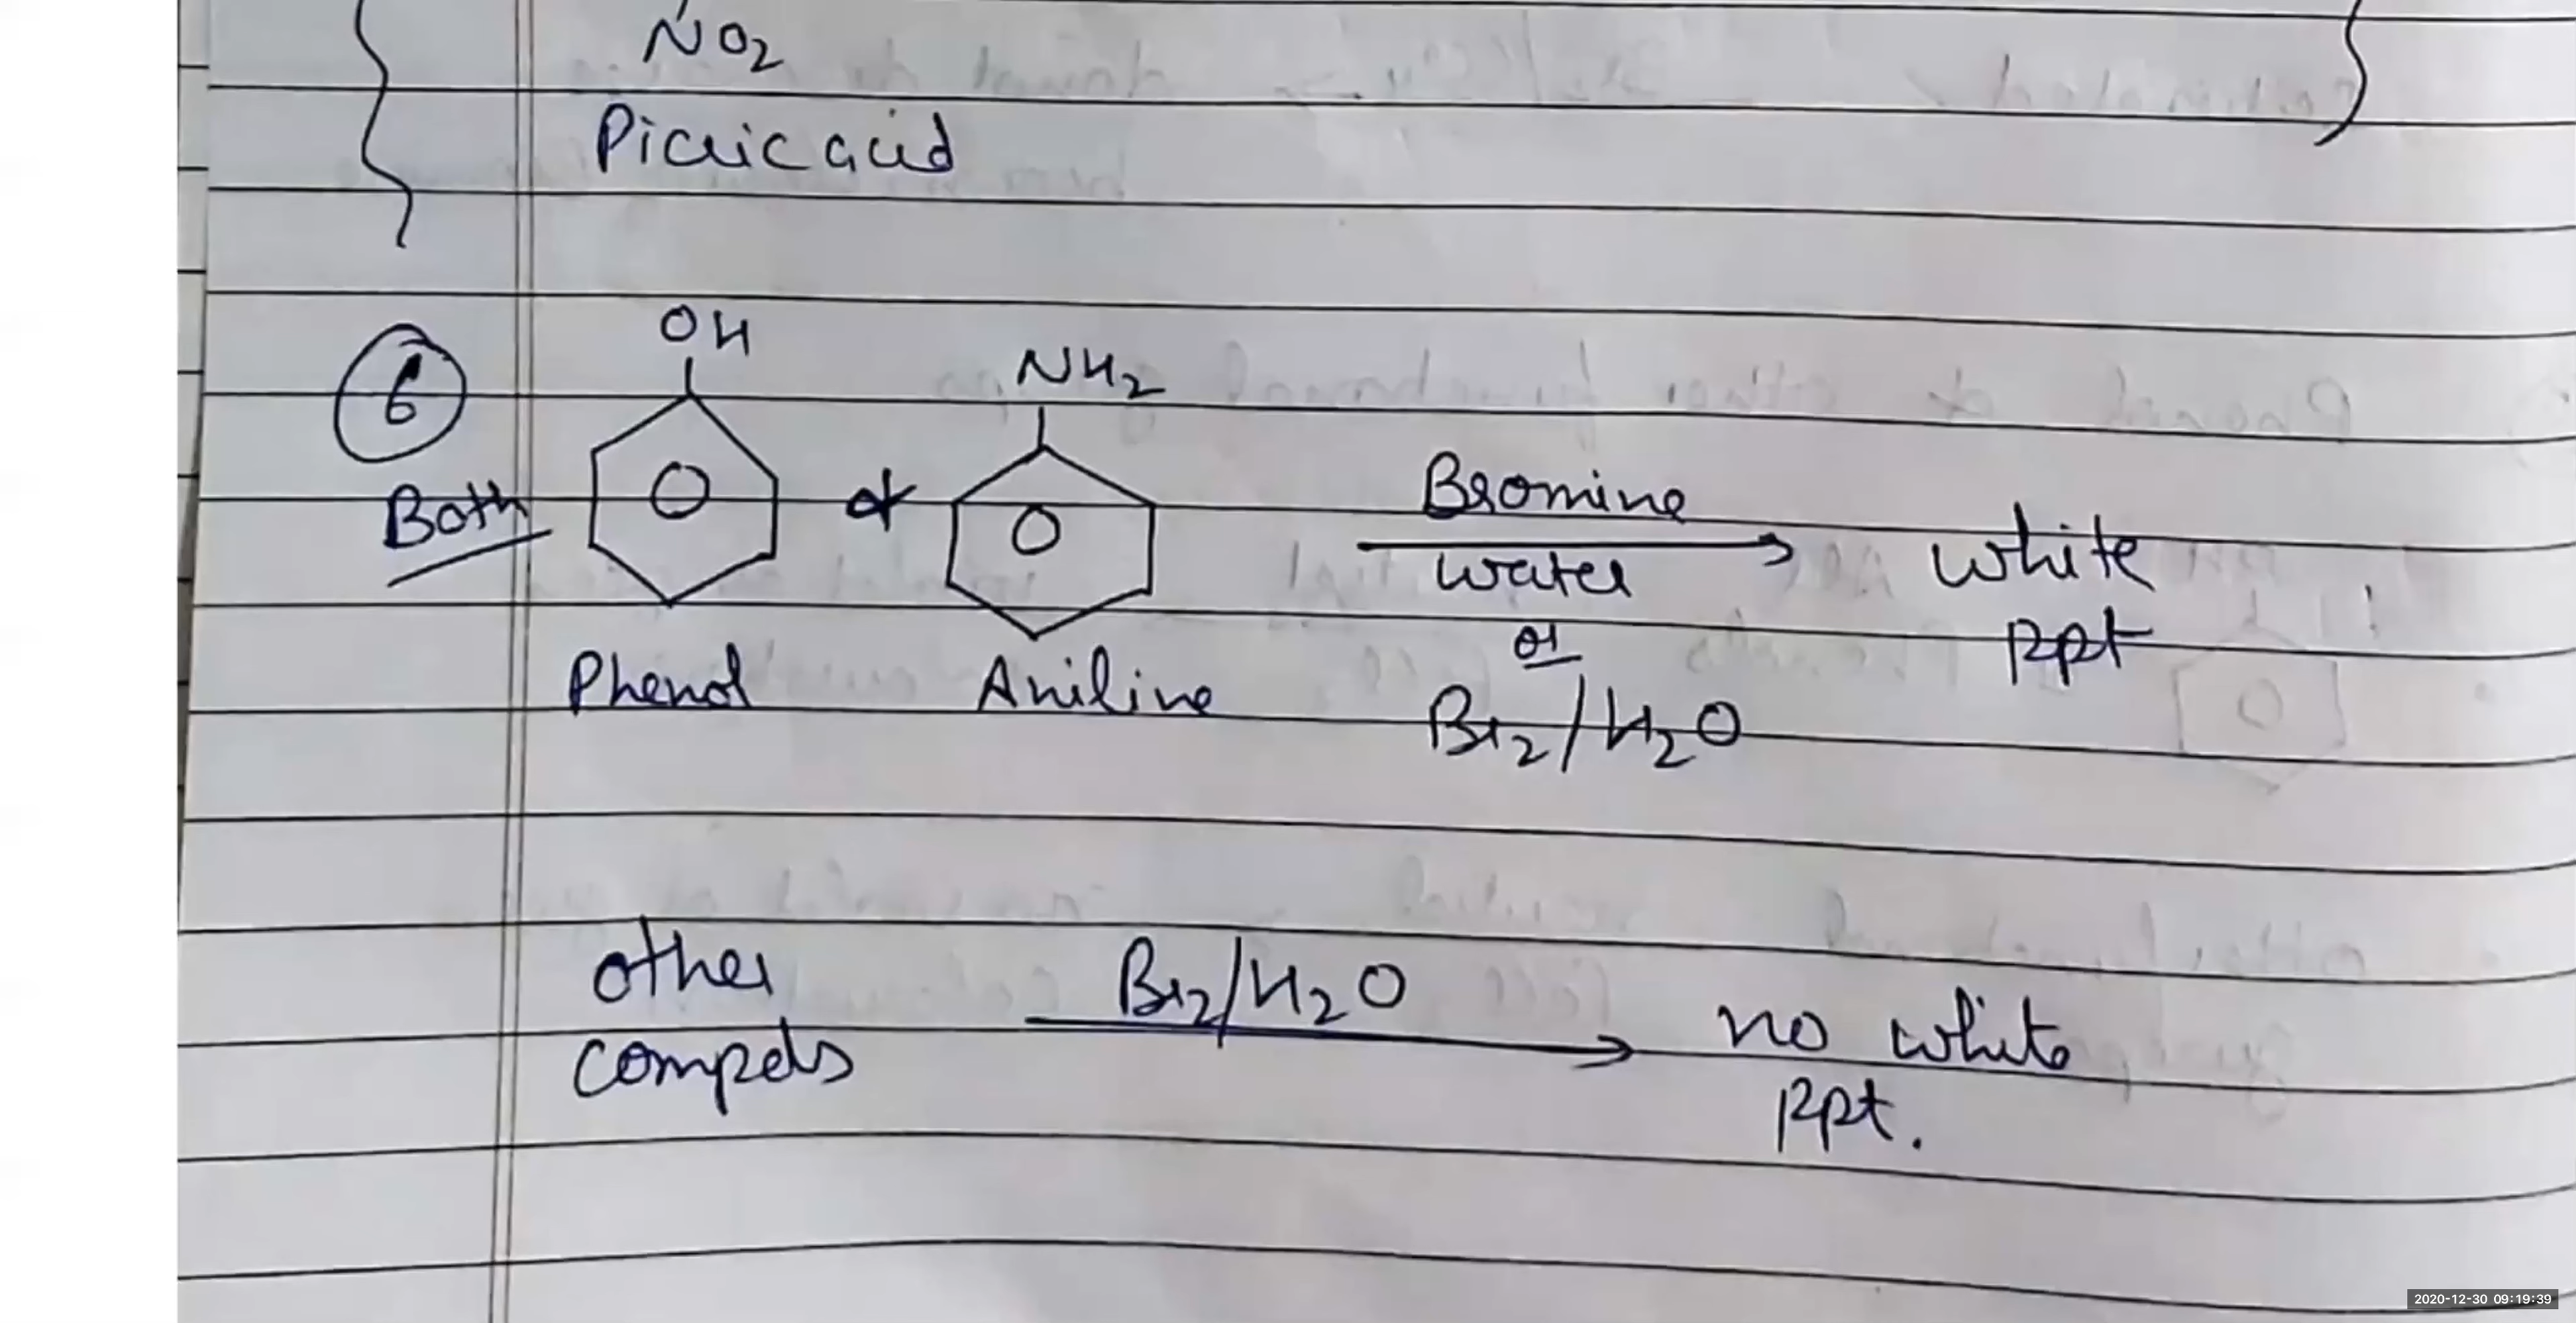 NO2
Picric acid
6
OH
NH2
Both
&
Bromine
water
white
ppt
or
Phenol
Aniline
Br2/H2O
other
compds
Br2/H2O
no white
ppt.
2020-12-30 09:19:39